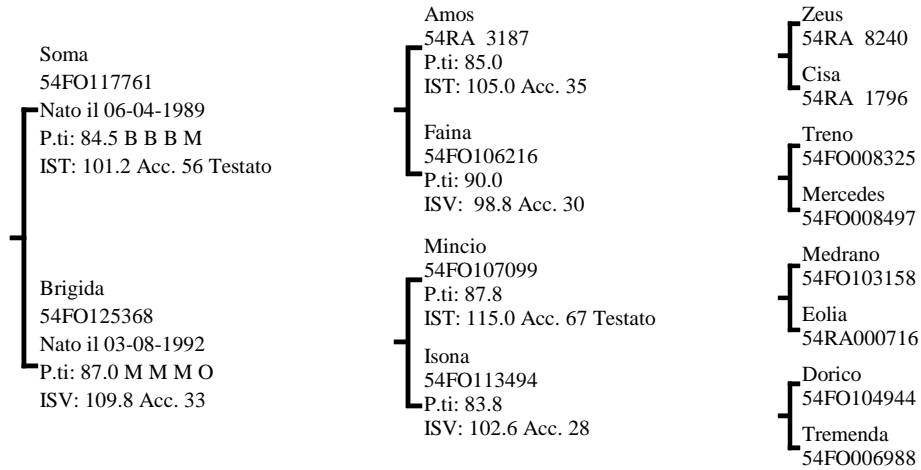 Soma
54FO117761
Nato il 06-04-1989
P.ti: 84.5 B B B M
IST: 101.2 Acc. 56 Testato
Brigida
54FO125368
Nato il 03-08-1992
P.ti: 87.0 M M M O
ISV: 109.8 Acc. 33
Amos
54RA 3187
P.ti: 85.0
IST: 105.0 Acc. 35
Faina
54FO106216
P.ti: 90.0
ISV: 98.8 Acc. 30
Mincio
54FO107099
P.ti: 87.8
IST: 115.0 Acc. 67 Testato
Isona
54FO113494
P.ti: 83.8
ISV: 102.6 Acc. 28
Zeus
54RA 8240
Cisa
54RA 1796
Treno
54FO008325
Mercedes
54FO008497
Medrano
54FO103158
Eolia
54RA000716
Dorico
54FO104944
Tremenda
54FO006988